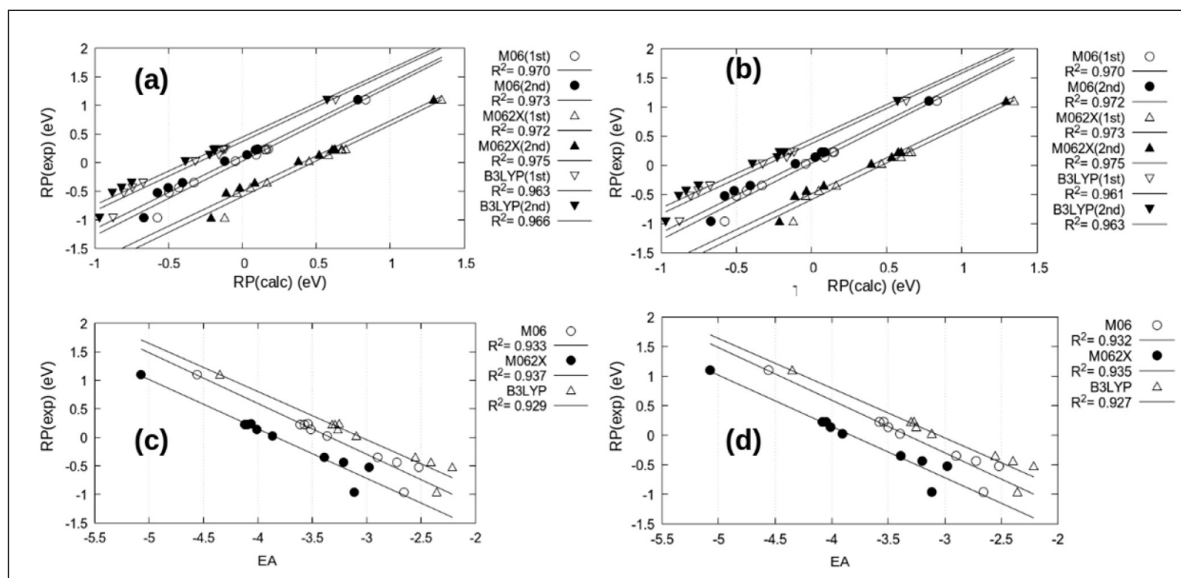 (a)
RP(exp) (eV)
2
1.5
1
0.5
0
-0.5
-1
-1.5
-1
-0.5
0
0.5
1
1.5
RP(calc) (eV)
M06(1st)
R2= 0.970
M06(2nd)
R2= 0.973
M062X(1st)
R2= 0.972
M062X(2nd)
R2= 0.975
B3LYP(1st)
R2= 0.963
B3LYP(2nd)
R2= 0.966
(b)
RP(exp) (eV)
2
1.5
1
0.5
0
-0.5
-1
-1.5
-1
-0.5
0
0.5
1
1.5
RP(calc) (eV)
M06(1st)
R2= 0.970
M06(2nd)
R2= 0.972
M062X(1st)
R2= 0.973
M062X(2nd)
R2= 0.975
B3LYP(1st)
R2= 0.961
B3LYP(2nd)
R2= 0.963
(c)
RP(exp) (eV)
2
1.5
1
0.5
0
-0.5
-1
-1.5
-5.5
-5
-4.5
-4
-3.5
-3
-2.5
-2
EA
M06
R2= 0.933
M062X
R2= 0.937
B3LYP
R2= 0.929
(d)
RP(exp) (eV)
2
1.5
1
0.5
0
-0.5
-1
-1.5
-5.5
-5
-4.5
-4
-3.5
-3
-2.5
-2
EA
M06
R2= 0.932
M062X
R2= 0.935
B3LYP
R2= 0.927